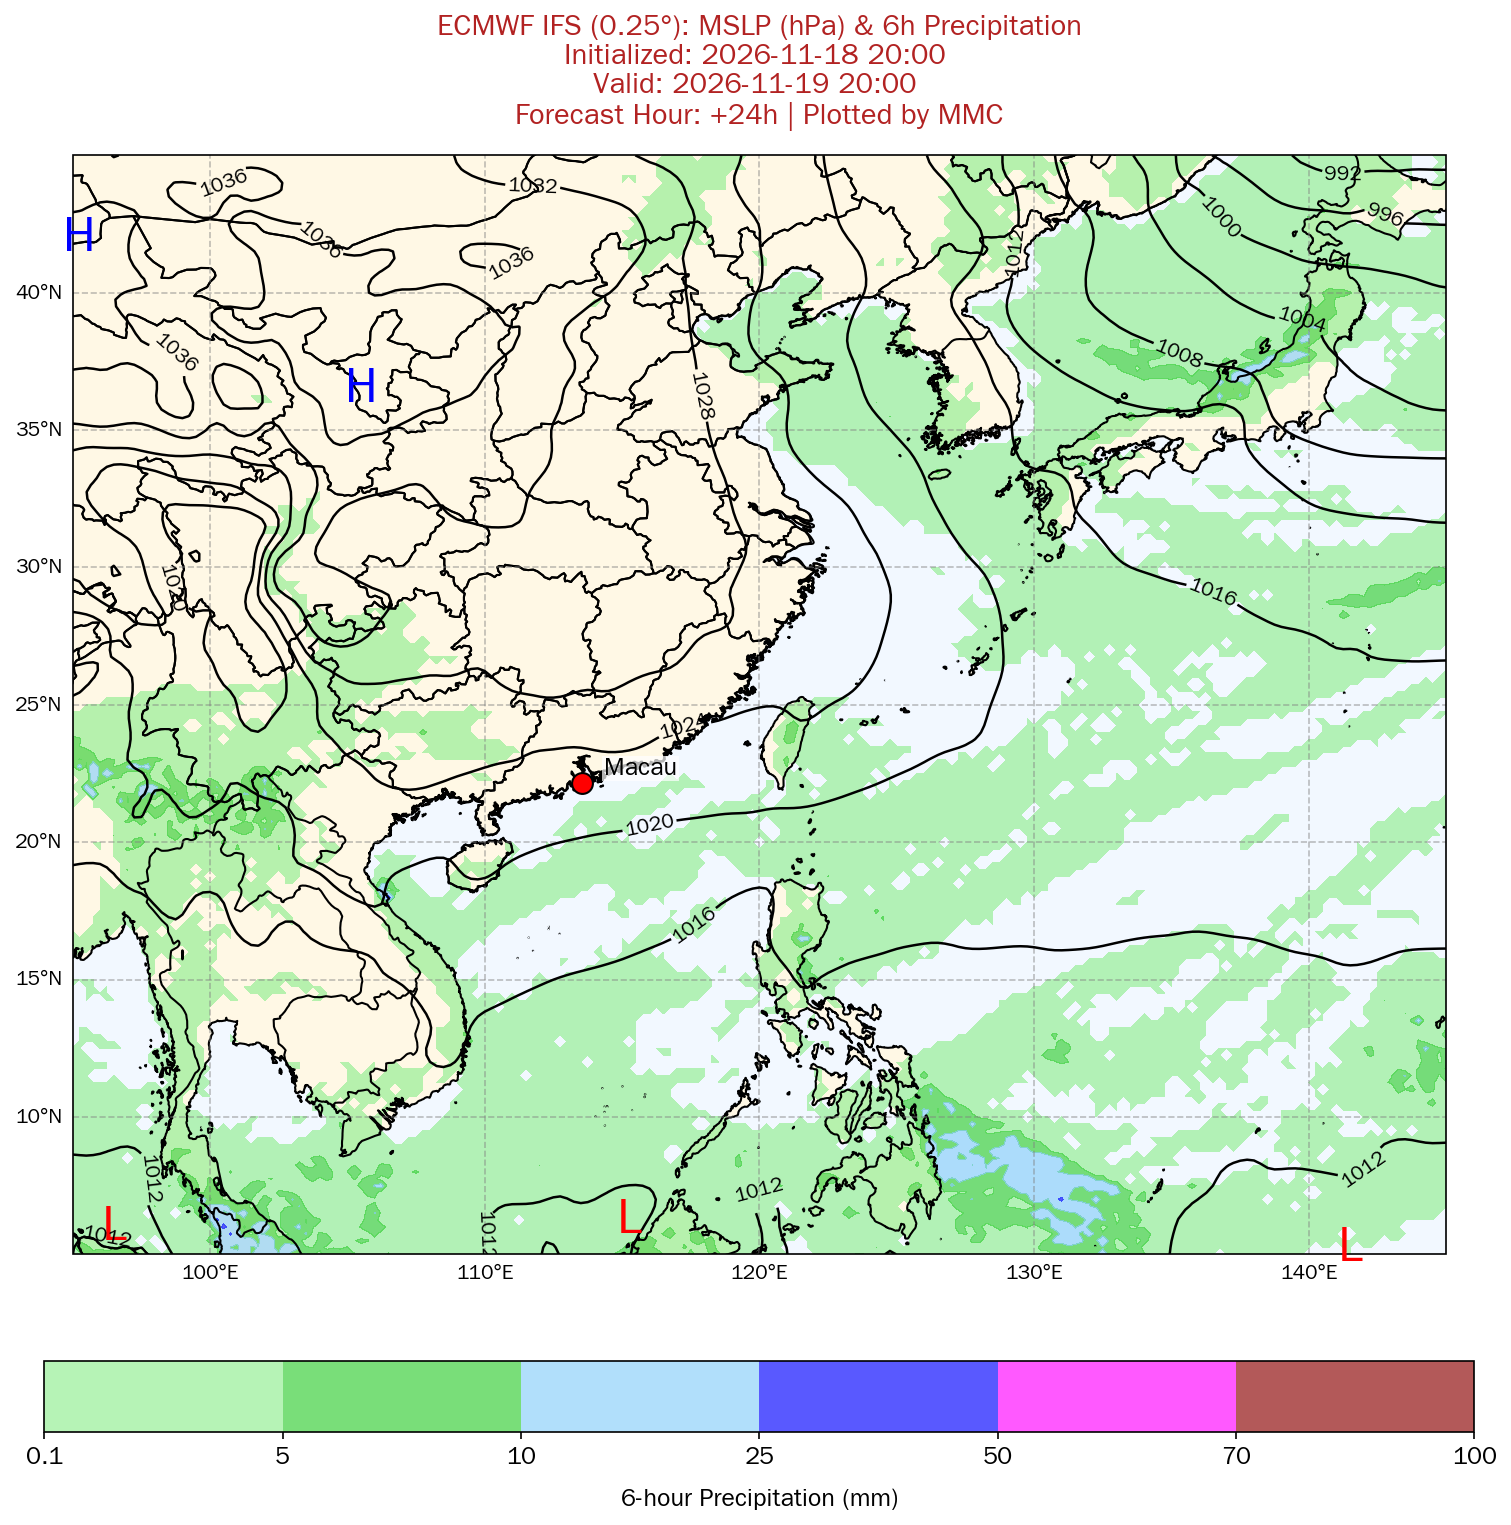 ECMWF IFS (0.25°): MSLP (hPa) & 6h Precipitation
Initialized: 2026-11-18 20:00
Valid: 2026-11-19 20:00
Forecast Hour: +24h | Plotted by MMC
1036
1032
992
996
1000
H
1036
1036
1012
40°N
1004
1036
1008
H
1028
35°N
30°N
1020
1016
25°N
1024
Macau
1020
20°N
1016
15°N
10°N
1012
1012
1012
L
L
1012
1012
L
100°E
110°E
120°E
130°E
140°E
0.1
5
10
25
50
70
100
6-hour Precipitation (mm)